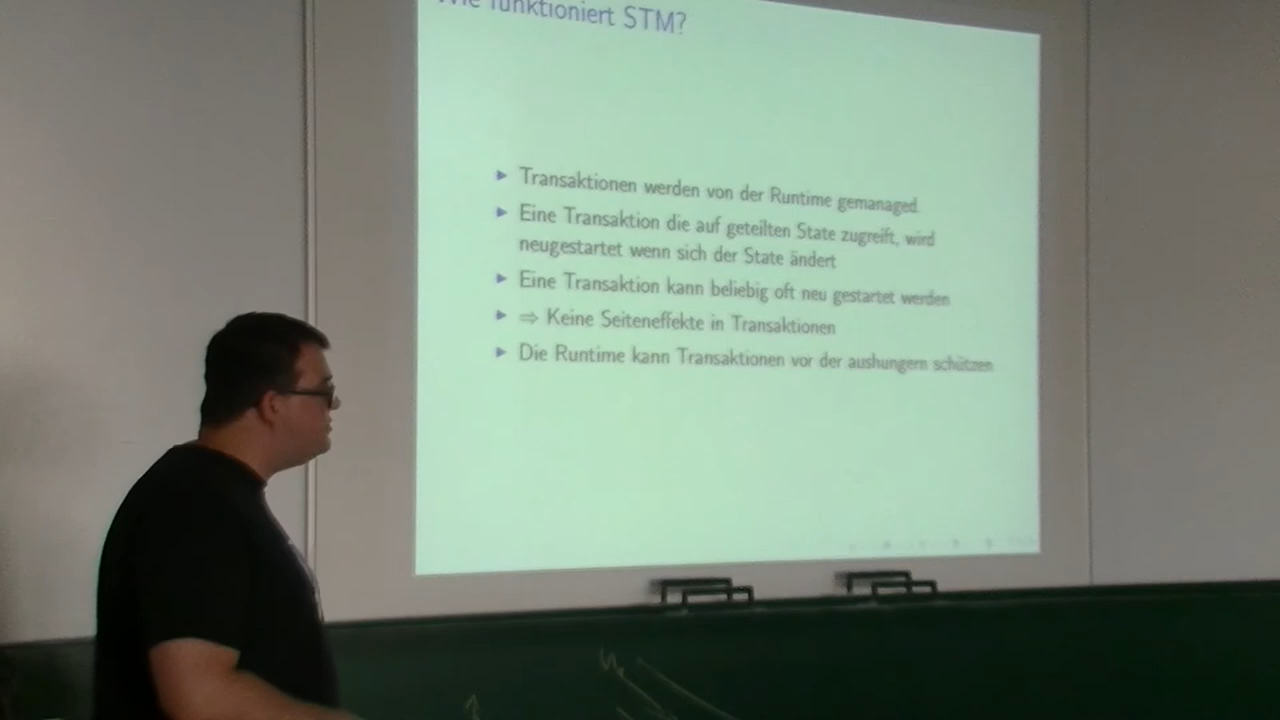 Wie funktioniert STM?
▶ Transaktionen werden von der Runtime gemanaged.
▶ Eine Transaktion die auf geteilten State zugreift, wird
neugestartet wenn sich der State ändert
▶ Eine Transaktion kann beliebig oft neu gestartet werden
▶ ⇒ Keine Seiteneffekte in Transaktionen
▶ Die Runtime kann Transaktionen vor der aushungern schützen